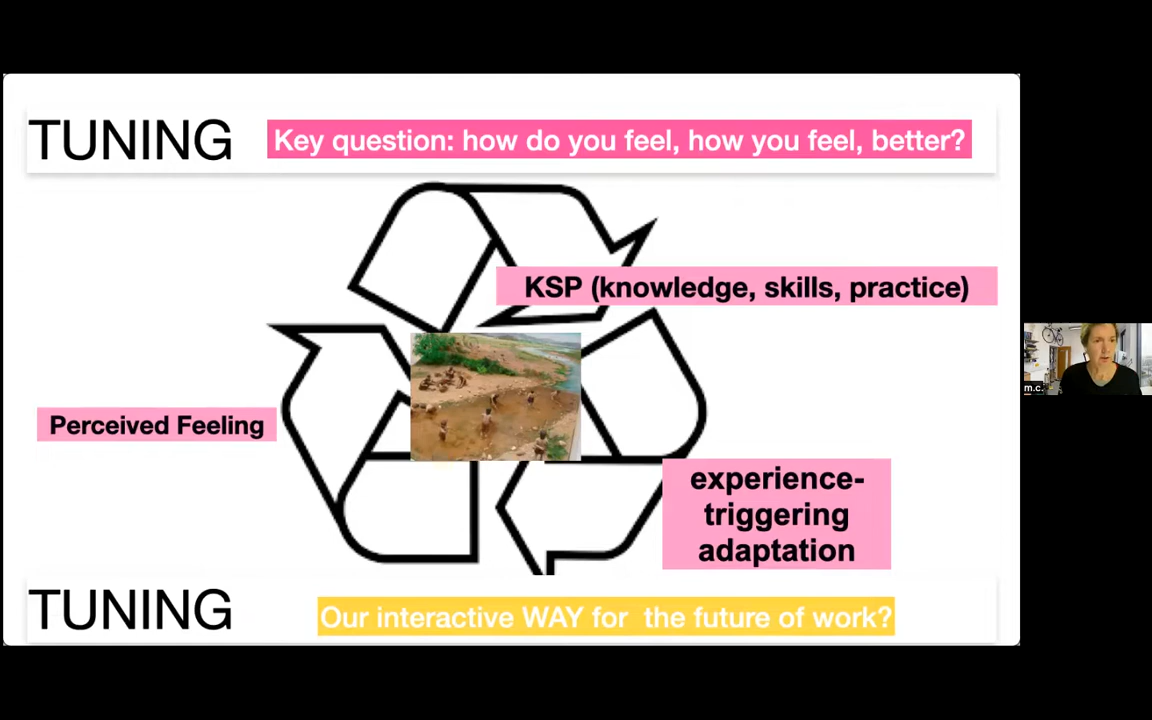 TUNING
Key question: how do you feel, how you feel, better?
KSP (knowledge, skills, practice)
Perceived Feeling
experience-
triggering
adaptation
TUNING
Our interactive WAY for the future of work?
m.c.